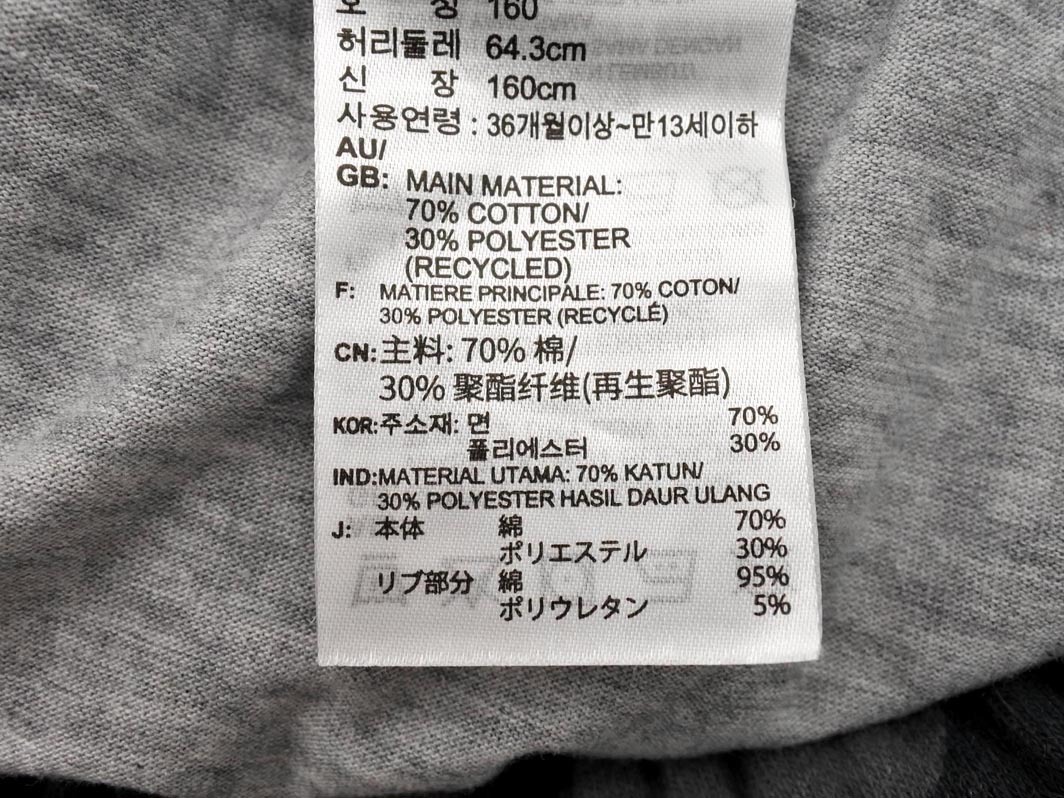 호 칭 160
허리둘레 64.3cm
신 장 160cm
사용연령 : 36개월이상~만13세이하
AU/
GB: MAIN MATERIAL:
70% COTTON/
30% POLYESTER
(RECYCLED)
F: MATIERE PRINCIPALE: 70% COTON/
30% POLYESTER (RECYCLÉ)
CN:主料: 70% 棉/
30% 聚酯纤维(再生聚酯)
KOR:주소재: 면 70%
폴리에스터 30%
IND:MATERIAL UTAMA: 70% KATUN/
30% POLYESTER HASIL DAUR ULANG
J: 本体 綿 70%
ポリエステル 30%
リブ部分 綿 95%
ポリウレタン 5%